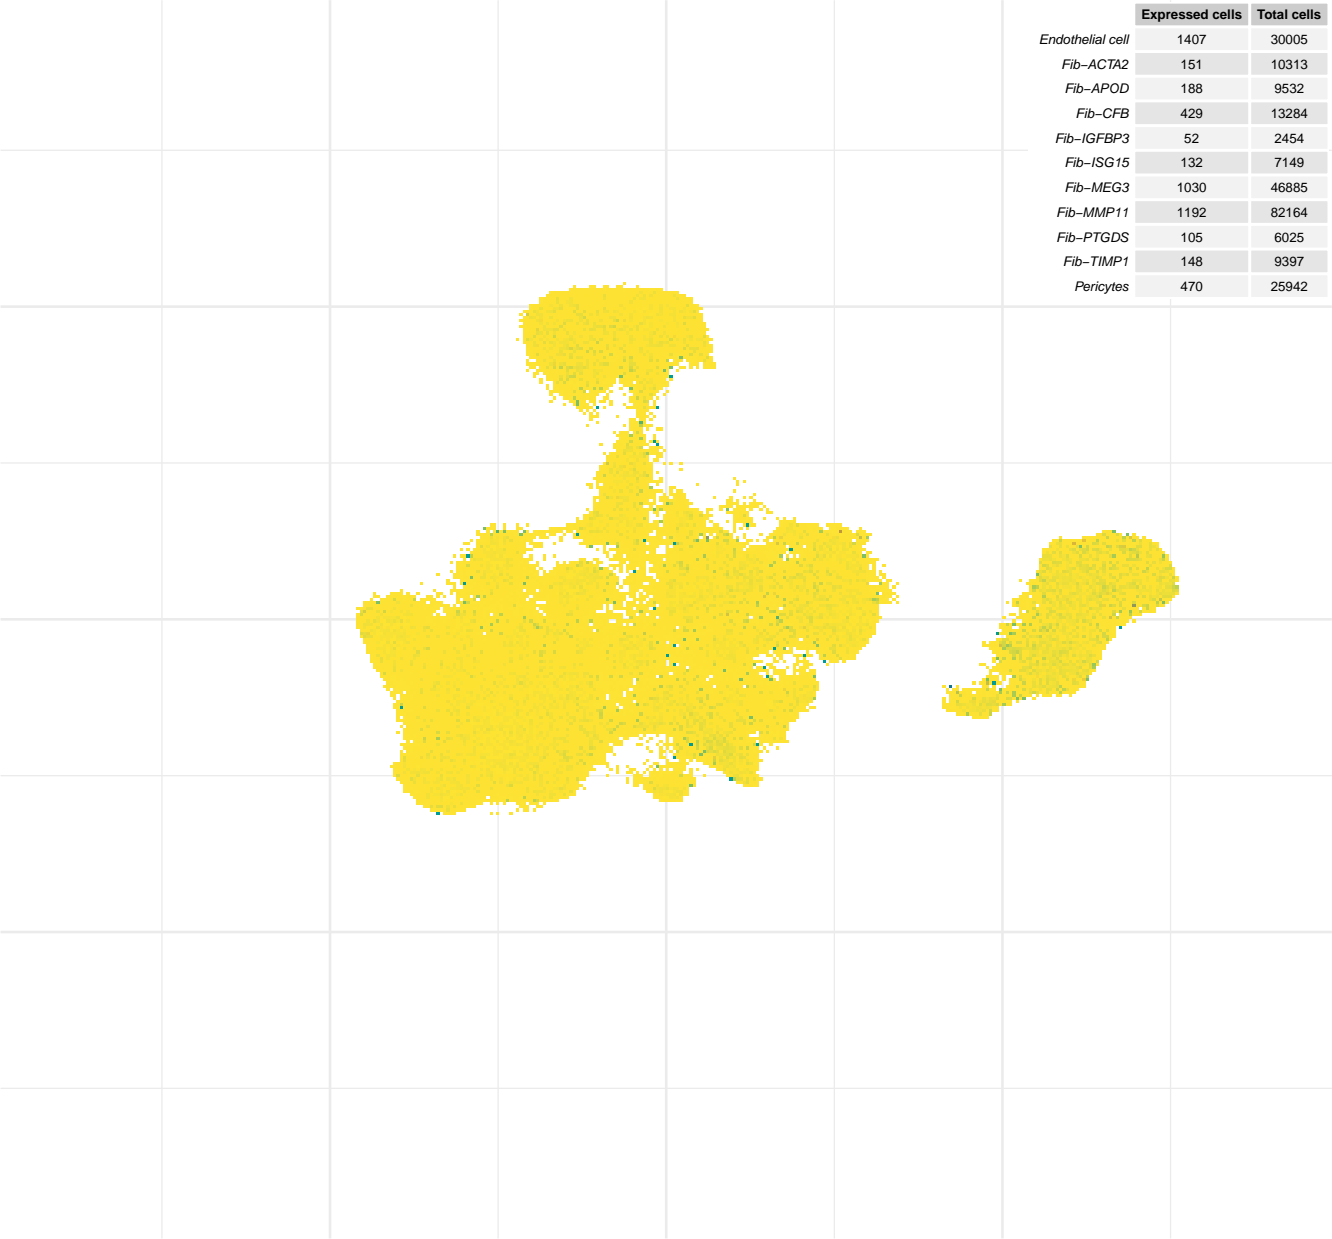 Expressed cells Total cells
Endothelial cell 1407 30005
Fib−ACTA2 151 10313
Fib−APOD 188 9532
Fib−CFB 429 13284
Fib−IGFBP3 52 2454
Fib−ISG15 132 7149
Fib−MEG3 1030 46885
Fib−MMP11 1192 82164
Fib−PTGDS 105 6025
Fib−TIMP1 148 9397
Pericytes 470 25942